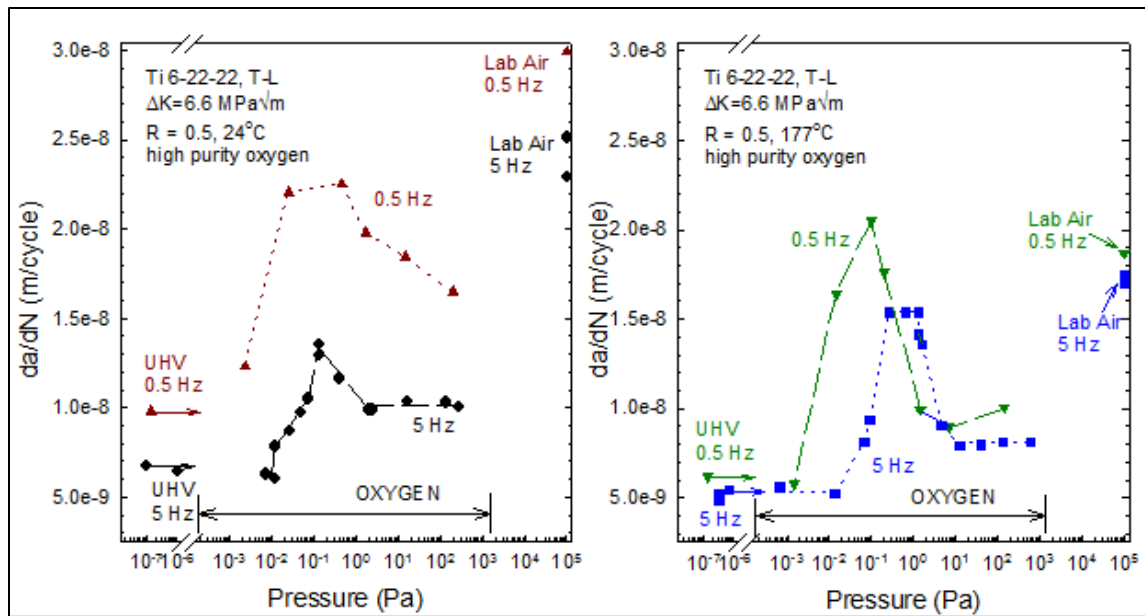 3.0e-8
2.5e-8
2.0e-8
1.5e-8
1.0e-8
5.0e-9
da/dN (m/cycle)
Ti 6-22-22, T-L
ΔK=6.6 MPa√m
R = 0.5, 24°C
high purity oxygen
Lab Air
0.5 Hz
Lab Air
5 Hz
0.5 Hz
UHV
0.5 Hz
5 Hz
UHV
5 Hz
OXYGEN
10⁻⁷ 10⁻⁶ 10⁻³ 10⁻² 10⁻¹ 10⁰ 10¹ 10² 10³ 10⁴ 10⁵
Pressure (Pa)
3.0e-8
2.5e-8
2.0e-8
1.5e-8
1.0e-8
5.0e-9
da/dN (m/cycle)
Ti 6-22-22, T-L
ΔK=6.6 MPa√m
R = 0.5, 177°C
high purity oxygen
0.5 Hz
Lab Air
0.5 Hz
Lab Air
5 Hz
UHV
0.5 Hz
5 Hz
5 Hz
OXYGEN
10⁻⁷ 10⁻⁶ 10⁻³ 10⁻² 10⁻¹ 10⁰ 10¹ 10² 10³ 10⁴ 10⁵
Pressure (Pa)